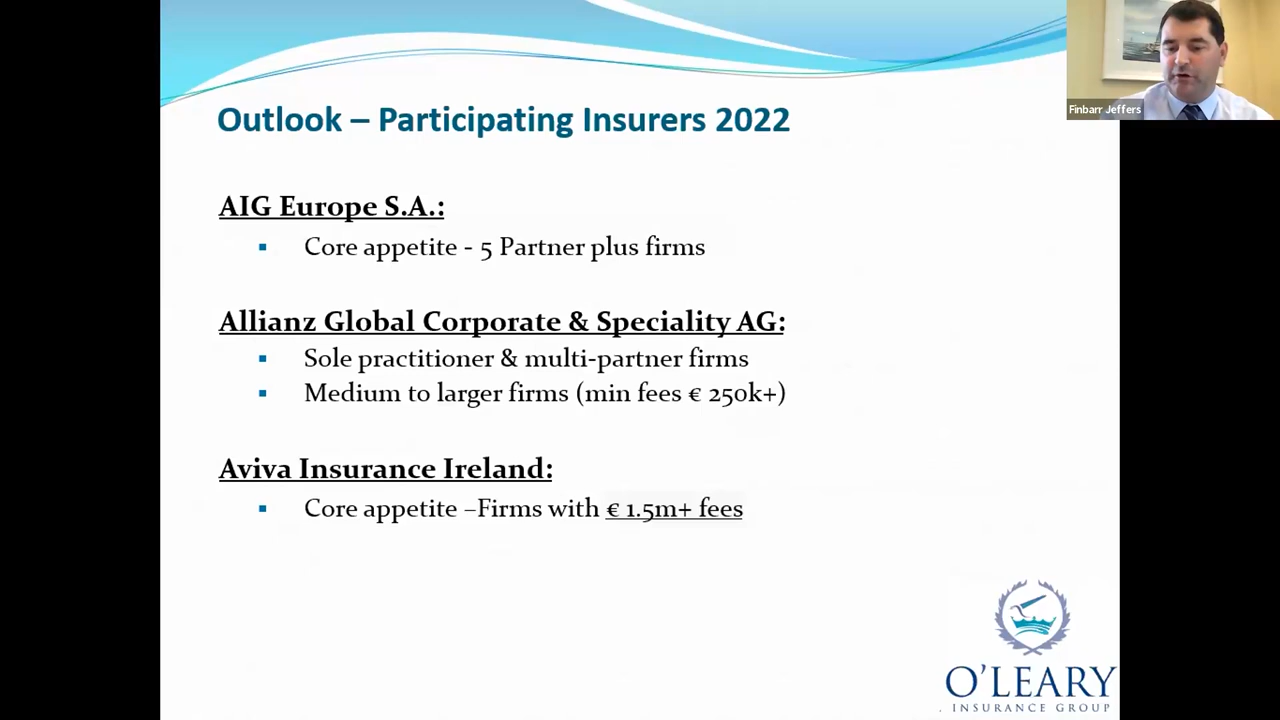 Finbarr Jeffers
Outlook – Participating Insurers 2022
AIG Europe S.A.:
▪ Core appetite - 5 Partner plus firms
Allianz Global Corporate & Speciality AG:
▪ Sole practitioner & multi-partner firms
▪ Medium to larger firms (min fees € 250k+)
Aviva Insurance Ireland:
▪ Core appetite –Firms with € 1.5m+ fees
O'LEARY
INSURANCE GROUP